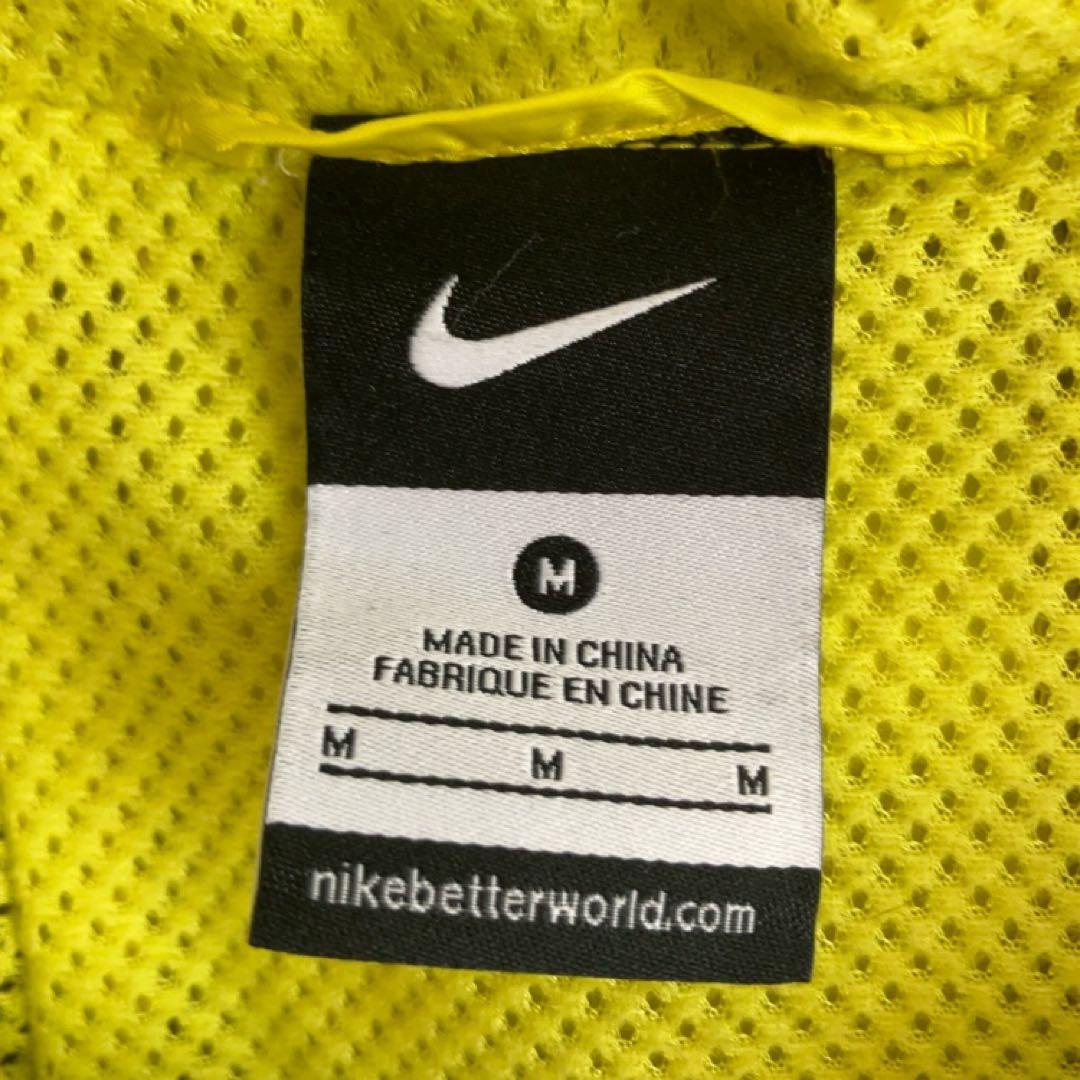 M
MADE IN CHINA
FABRIQUE EN CHINE
M M M
nikebetterworld.com